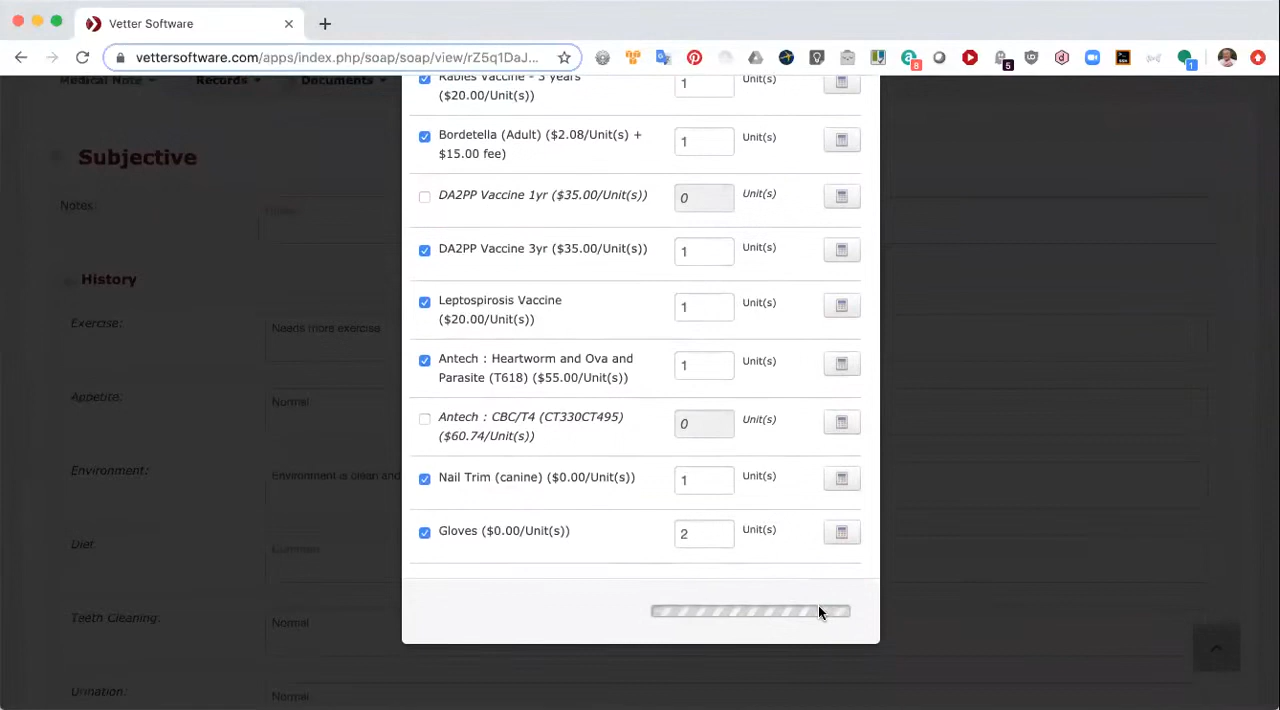 Vetter Software
vettersoftware.com/apps/index.php/soap/soap/view/rZ5q1DaJ...
8
5
1
Medical Note
Records
Documents
Subjective
Notes:
History
Exercise:
Needs more exercise
Appetite:
Normal
Environment:
Environment is clean and
Diet:
Teeth Cleaning:
Normal
Urination:
Normal
Rabies Vaccine - 3 years
($20.00/Unit(s))
1
Unit(s)
Bordetella (Adult) ($2.08/Unit(s) +
$15.00 fee)
1
Unit(s)
DA2PP Vaccine 1yr ($35.00/Unit(s))
0
Unit(s)
DA2PP Vaccine 3yr ($35.00/Unit(s))
1
Unit(s)
Leptospirosis Vaccine
($20.00/Unit(s))
1
Unit(s)
Antech : Heartworm and Ova and
Parasite (T618) ($55.00/Unit(s))
1
Unit(s)
Antech : CBC/T4 (CT330CT495)
($60.74/Unit(s))
0
Unit(s)
Nail Trim (canine) ($0.00/Unit(s))
1
Unit(s)
Gloves ($0.00/Unit(s))
2
Unit(s)